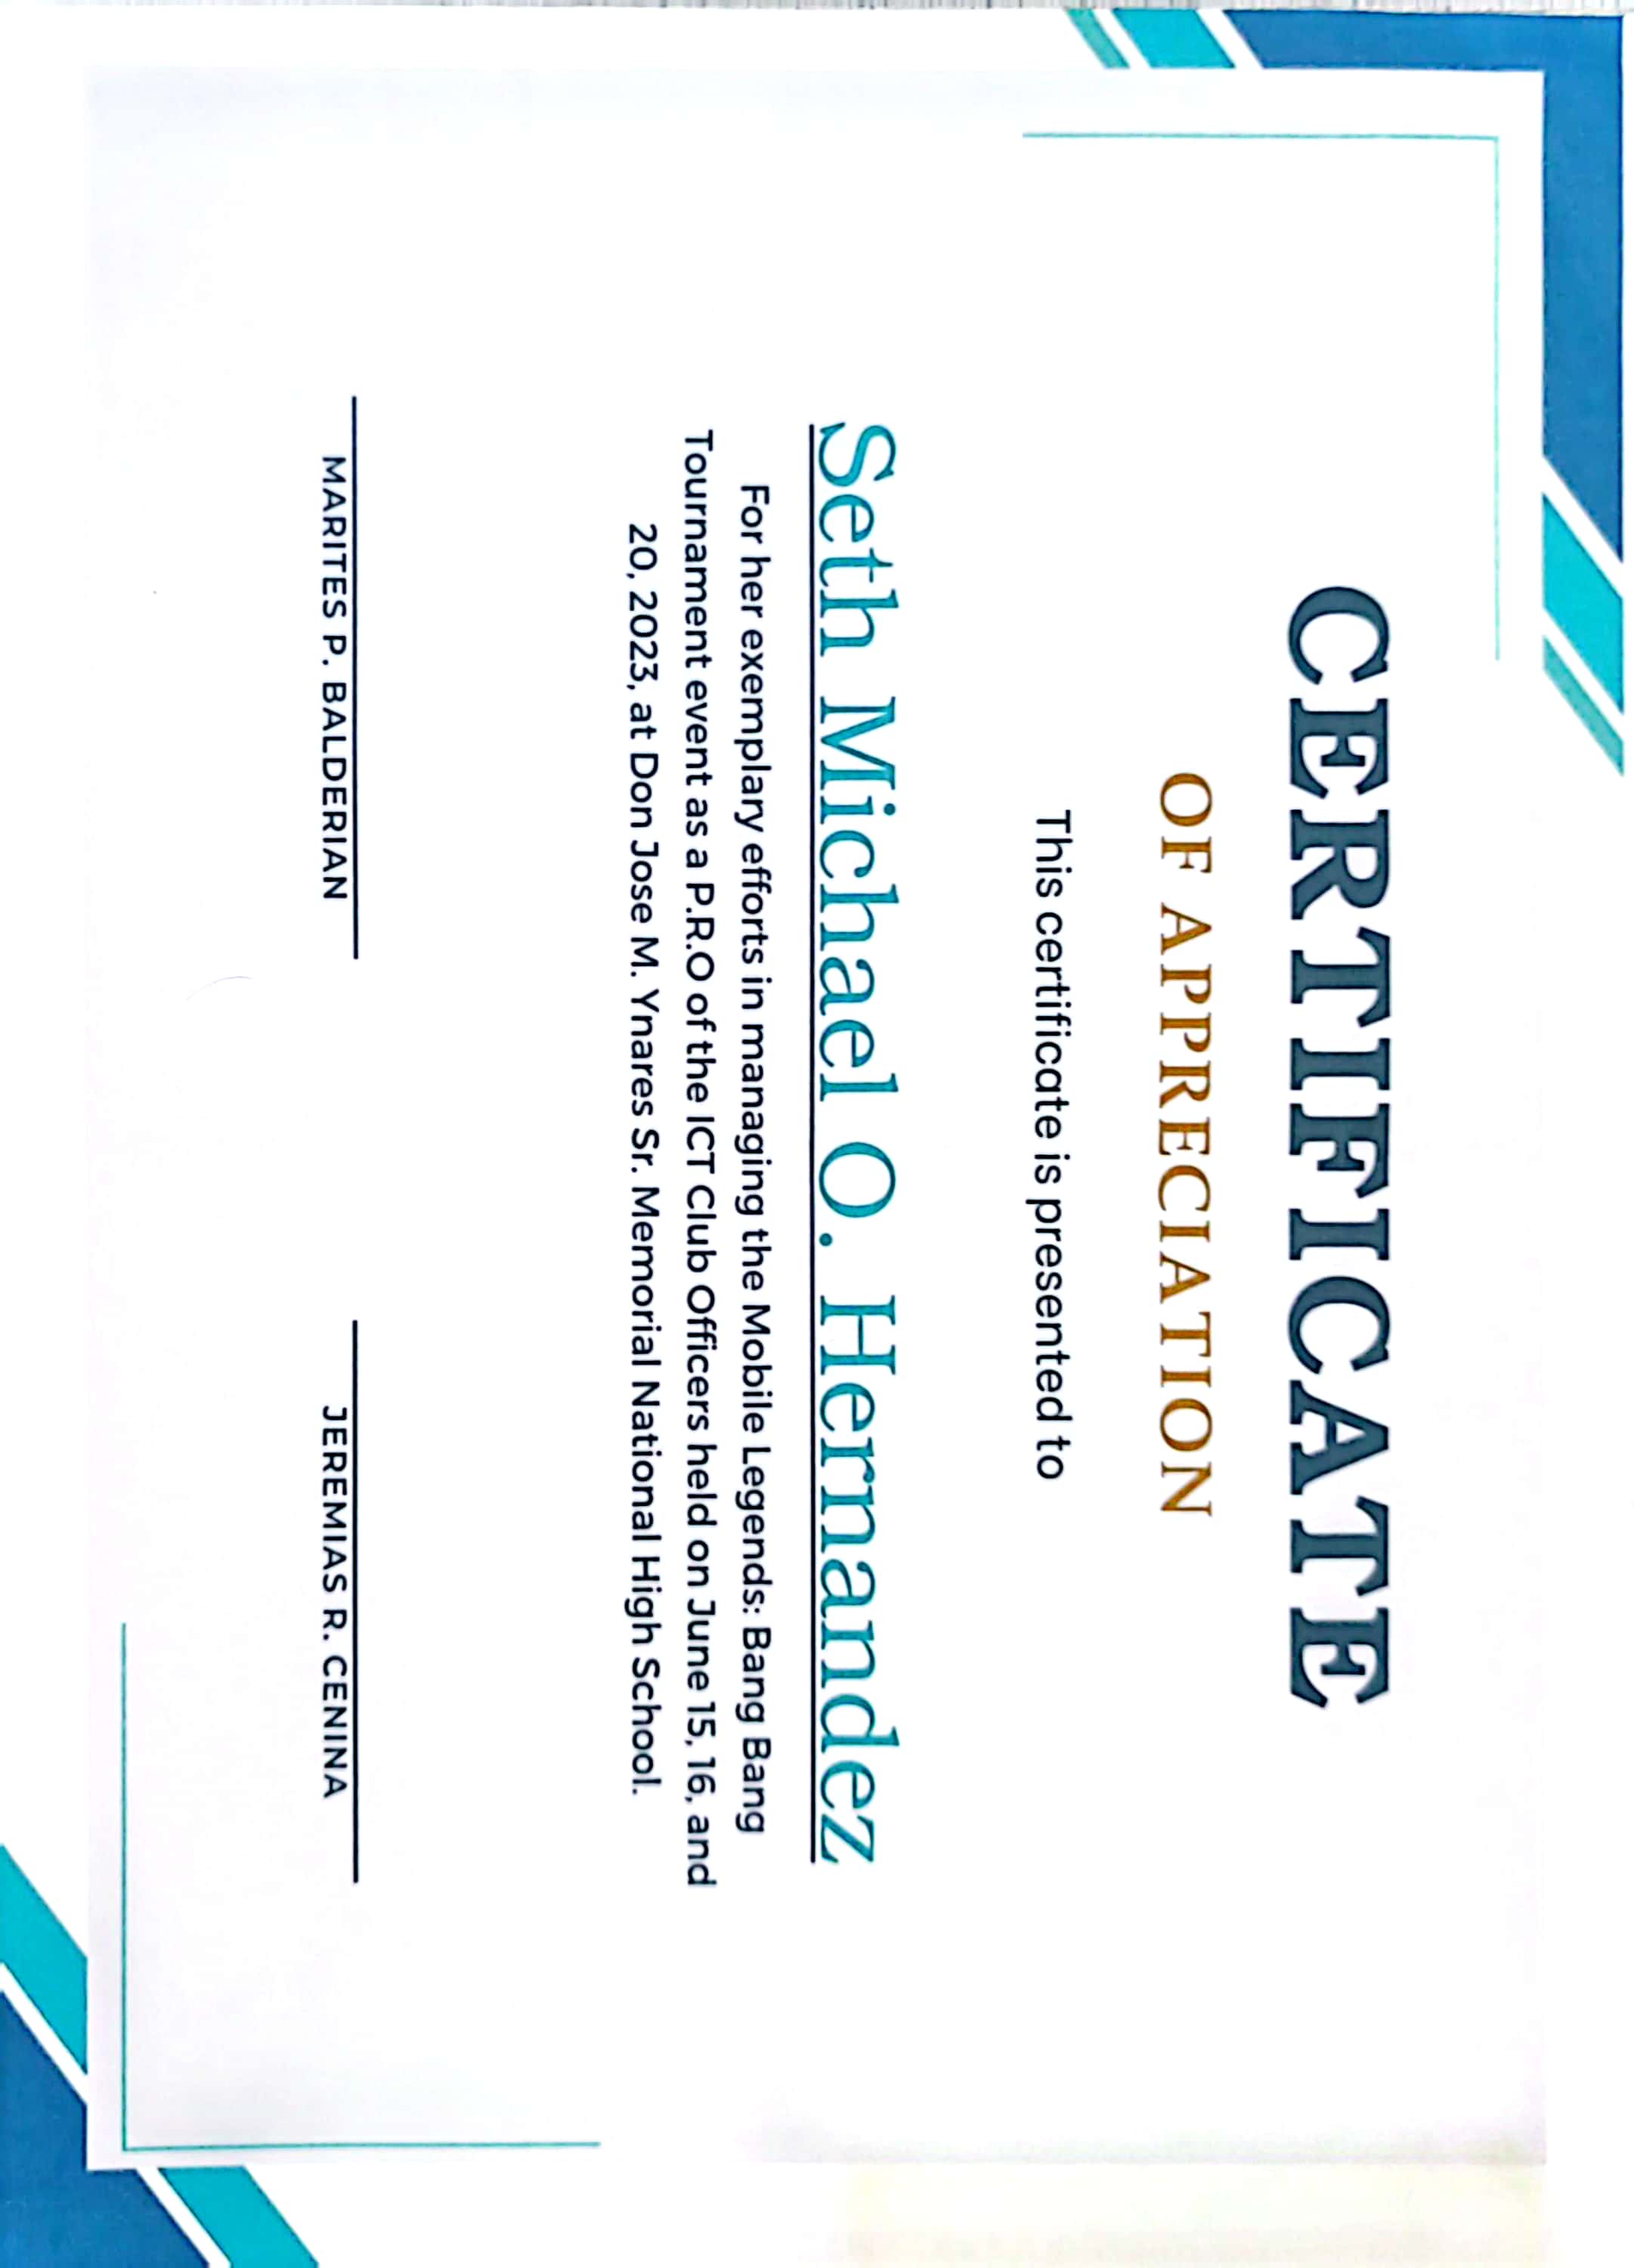 CERTIFICATE
OF APPRECIATION
This certificate is presented to
Seth Michael O. Hernandez
For her exemplary efforts in managing the Mobile Legends: Bang Bang
Tournament event as a P.R.O of the ICT Club Officers held on June 15, 16, and
20, 2023, at Don Jose M. Ynares Sr. Memorial National High School.
MARITES P. BALDERIAN
JEREMIAS R. CENINA